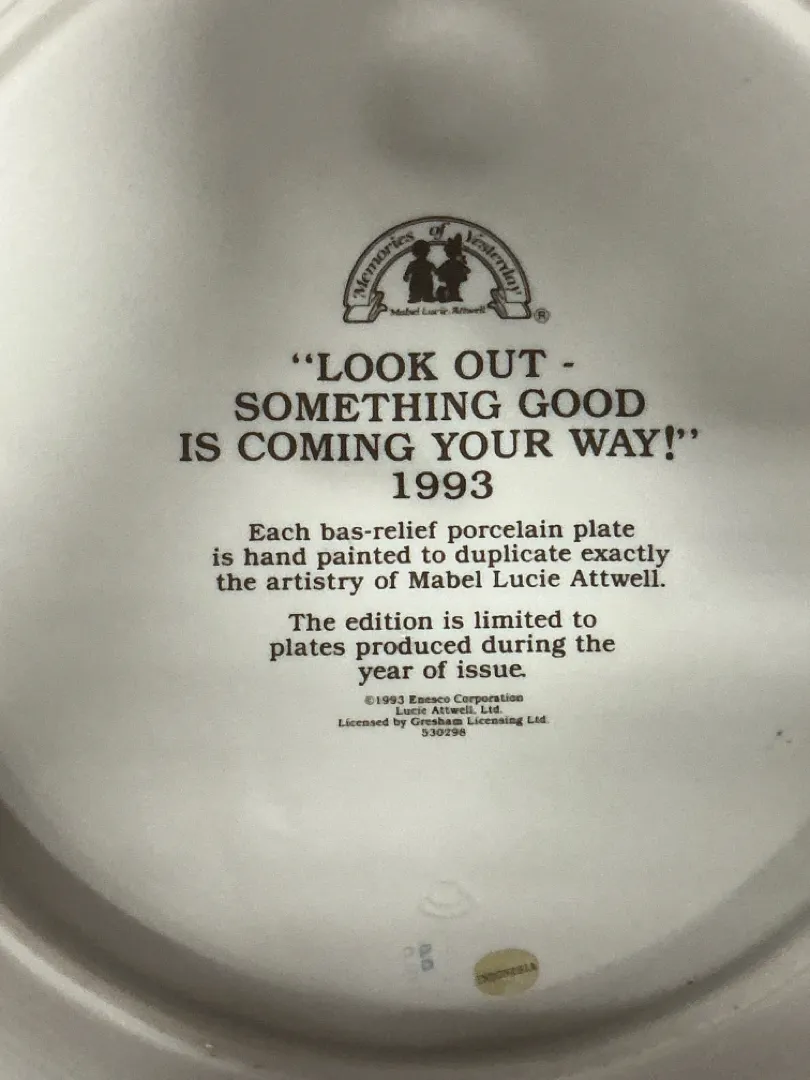 Memories of Yesterday
Mabel Lucie Attwell
®
“LOOK OUT -
SOMETHING GOOD
IS COMING YOUR WAY!”
1993
Each bas-relief porcelain plate
is hand painted to duplicate exactly
the artistry of Mabel Lucie Attwell.
The edition is limited to
plates produced during the
year of issue.
©1993 Enesco Corporation
Lucie Attwell, Ltd.
Licensed by Gresham Licensing Ltd.
530298
INDONESIA